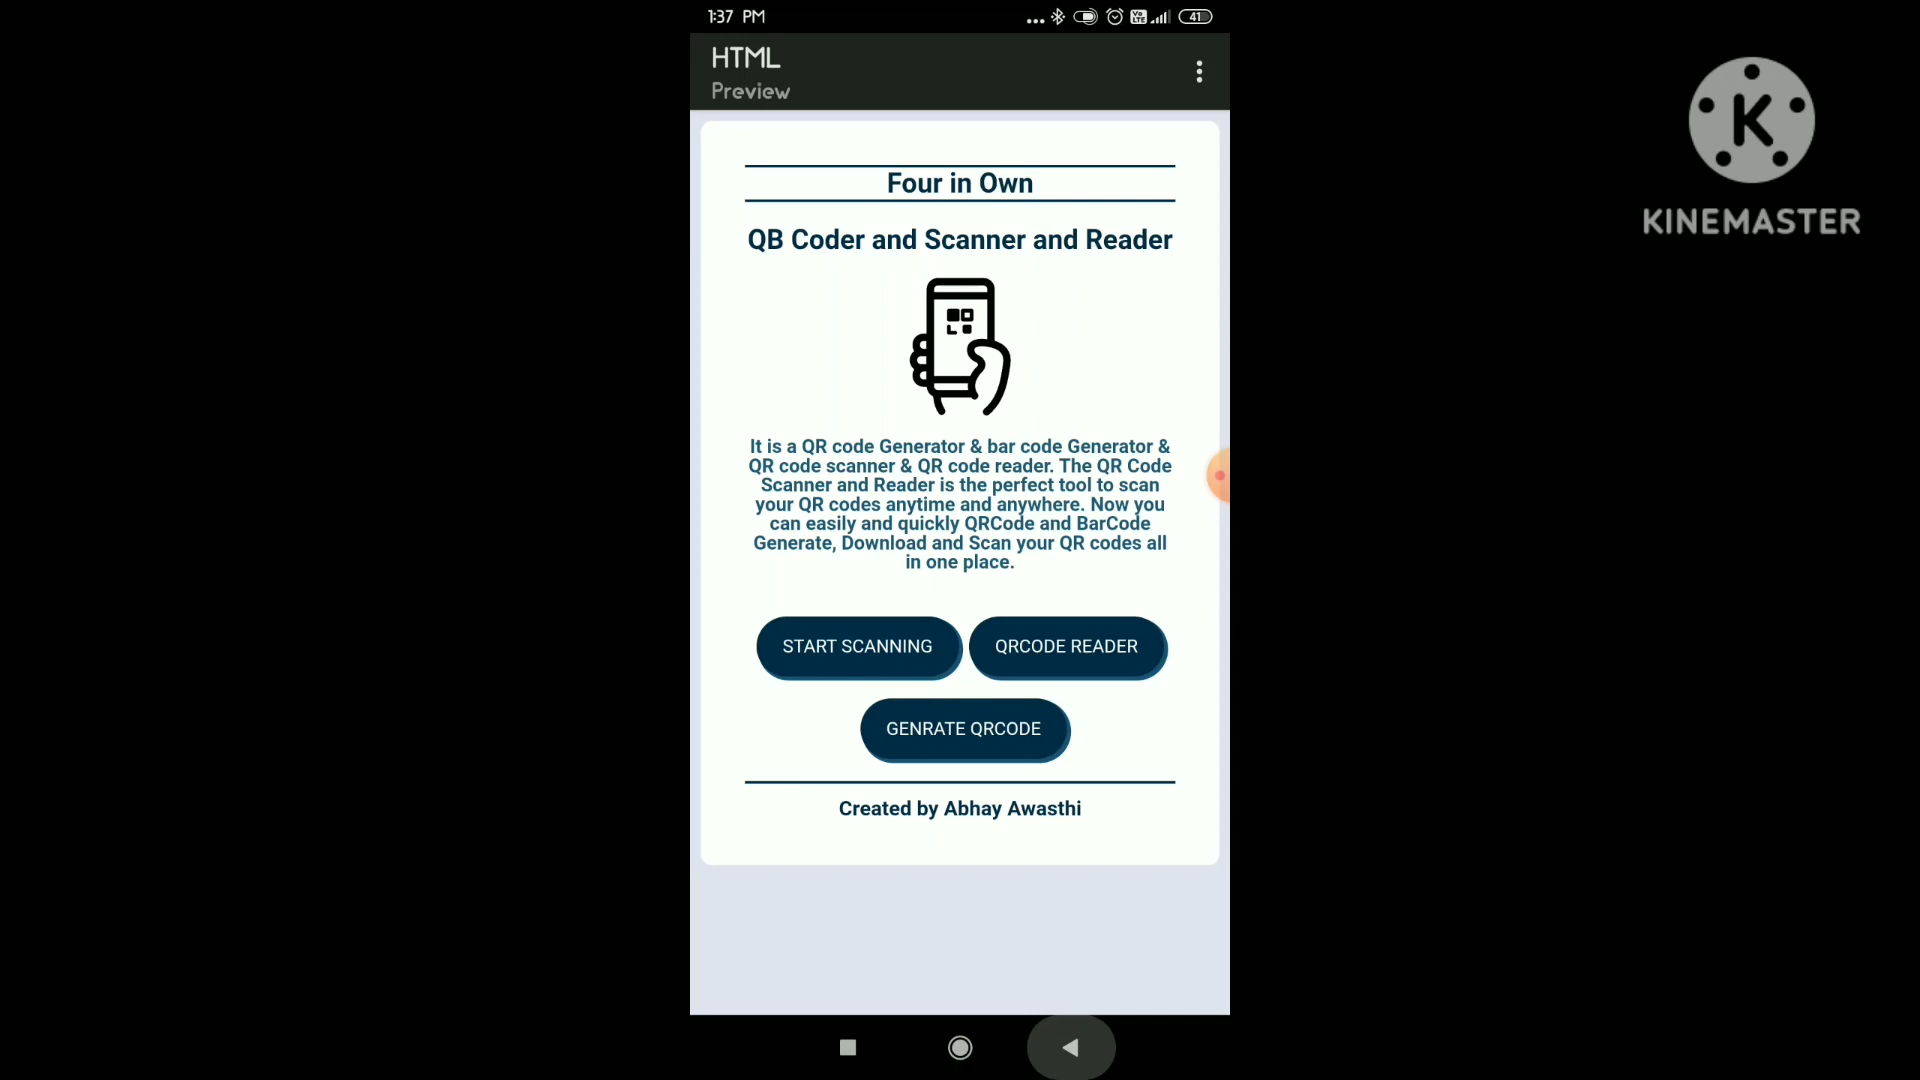 1:37 PM
41
HTML
Preview
KINEMASTER
Four in Own
QB Coder and Scanner and Reader
It is a QR code Generator & bar code Generator &
QR code scanner & QR code reader. The QR Code
Scanner and Reader is the perfect tool to scan
your QR codes anytime and anywhere. Now you
can easily and quickly QRCode and BarCode
Generate, Download and Scan your QR codes all
in one place.
START SCANNING
QRCODE READER
GENRATE QRCODE
Created by Abhay Awasthi